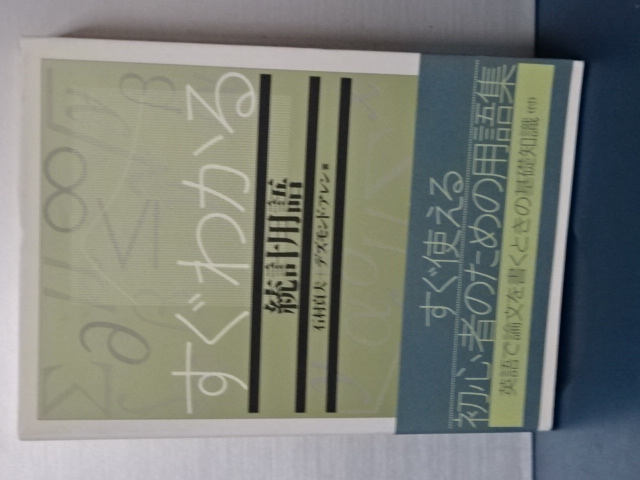 すぐわかる
統計用語
石村貞夫+デズモンド・アレン 著
すぐ使える
初心者のための用語集
英語で論文を書くときの基礎知識(付)